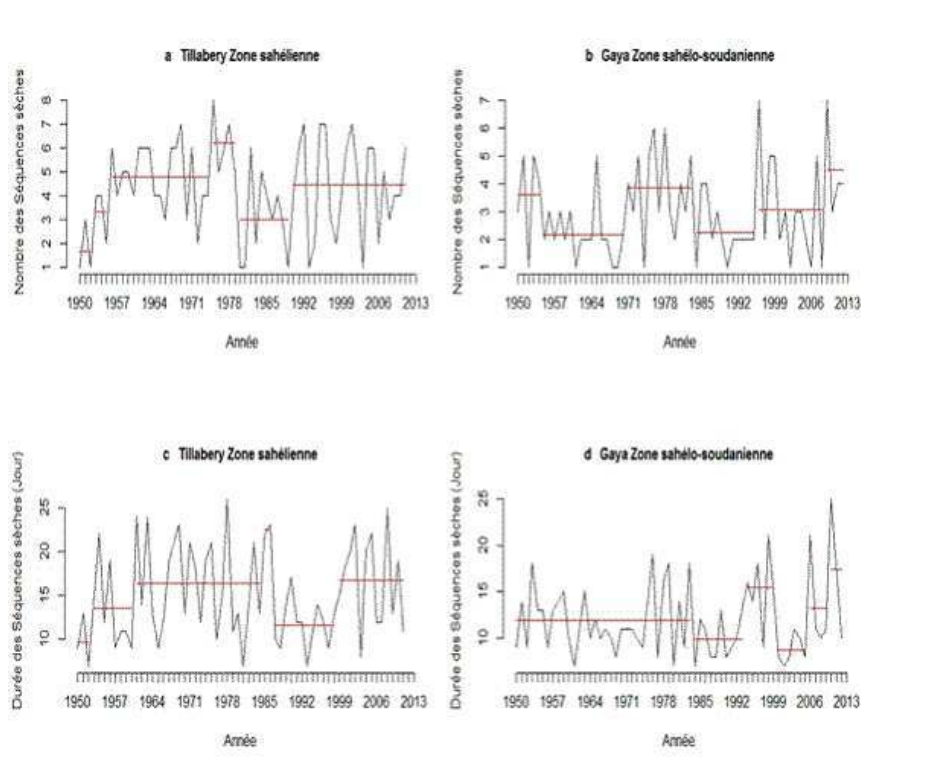 a Tillabery Zone sahélienne
Nombre des Séquences sèches
8
7
6
5
4
3
2
1
1950 1957 1964 1971 1978 1985 1992 1999 2006 2013
Année
b Gaya Zone sahélo-soudanienne
Nombre des Séquences sèches
7
6
5
4
3
2
1
1950 1957 1964 1971 1978 1985 1992 1999 2006 2013
Année
c Tillabery Zone sahélienne
Durée des Séquences sèches (Jour)
25
20
15
10
1950 1957 1964 1971 1978 1985 1992 1999 2006 2013
Année
d Gaya Zone sahélo-soudanienne
Durée des Séquences sèches (Jour)
25
20
15
10
1950 1957 1964 1971 1978 1985 1992 1999 2006 2013
Année